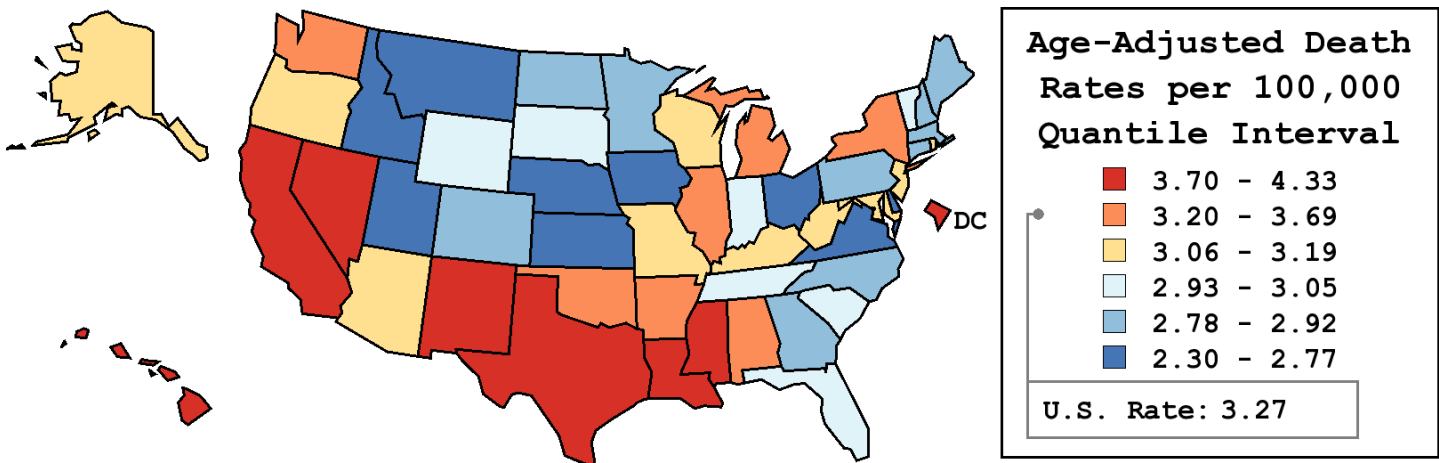 DC
Age-Adjusted Death
Rates per 100,000
Quantile Interval
3.70 - 4.33
3.20 - 3.69
3.06 - 3.19
2.93 - 3.05
2.78 - 2.92
2.30 - 2.77
U.S. Rate: 3.27